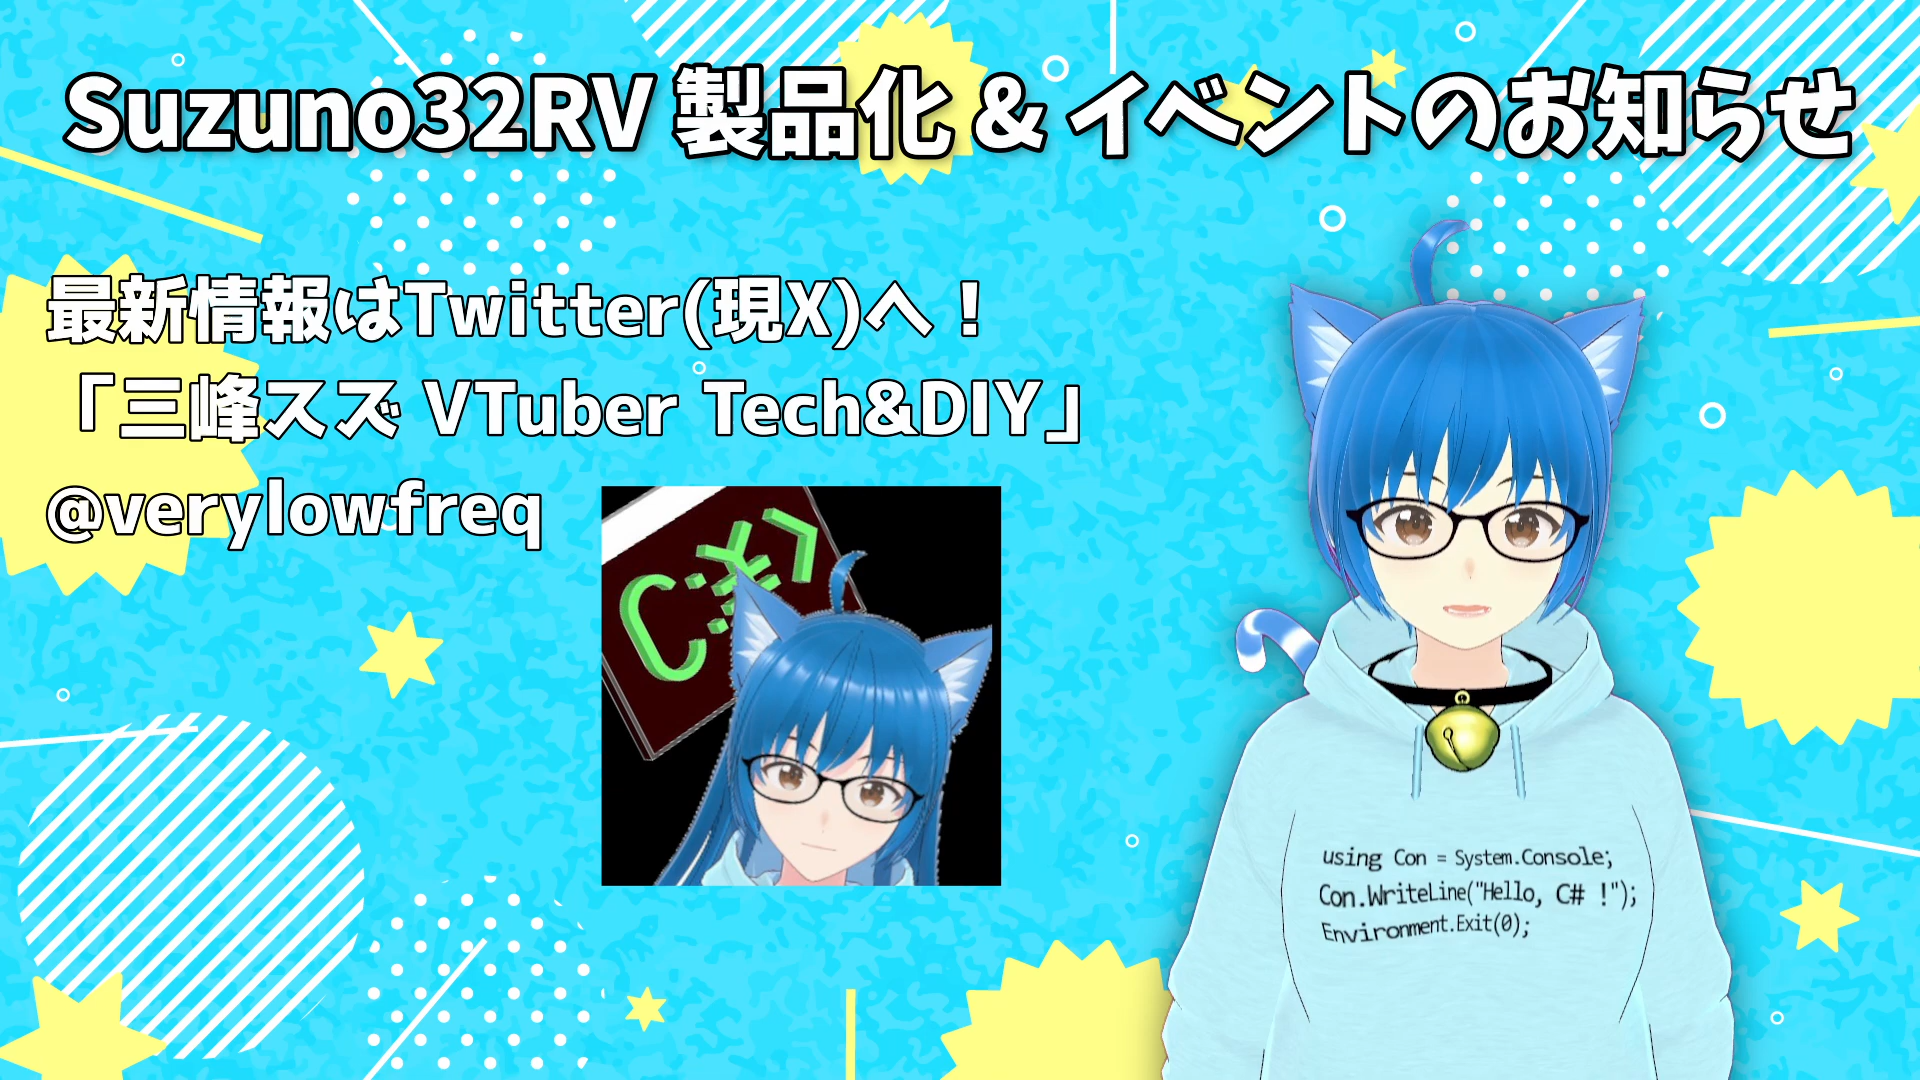 Suzuno32RV 製品化 & イベントのお知らせ
最新情報はTwitter(現X)へ！
「三峰スズ VTuber Tech&DIY」
@verylowfreq
using Con = System.Console;
Con.WriteLine("Hello, C# !");
Environment.Exit(0);